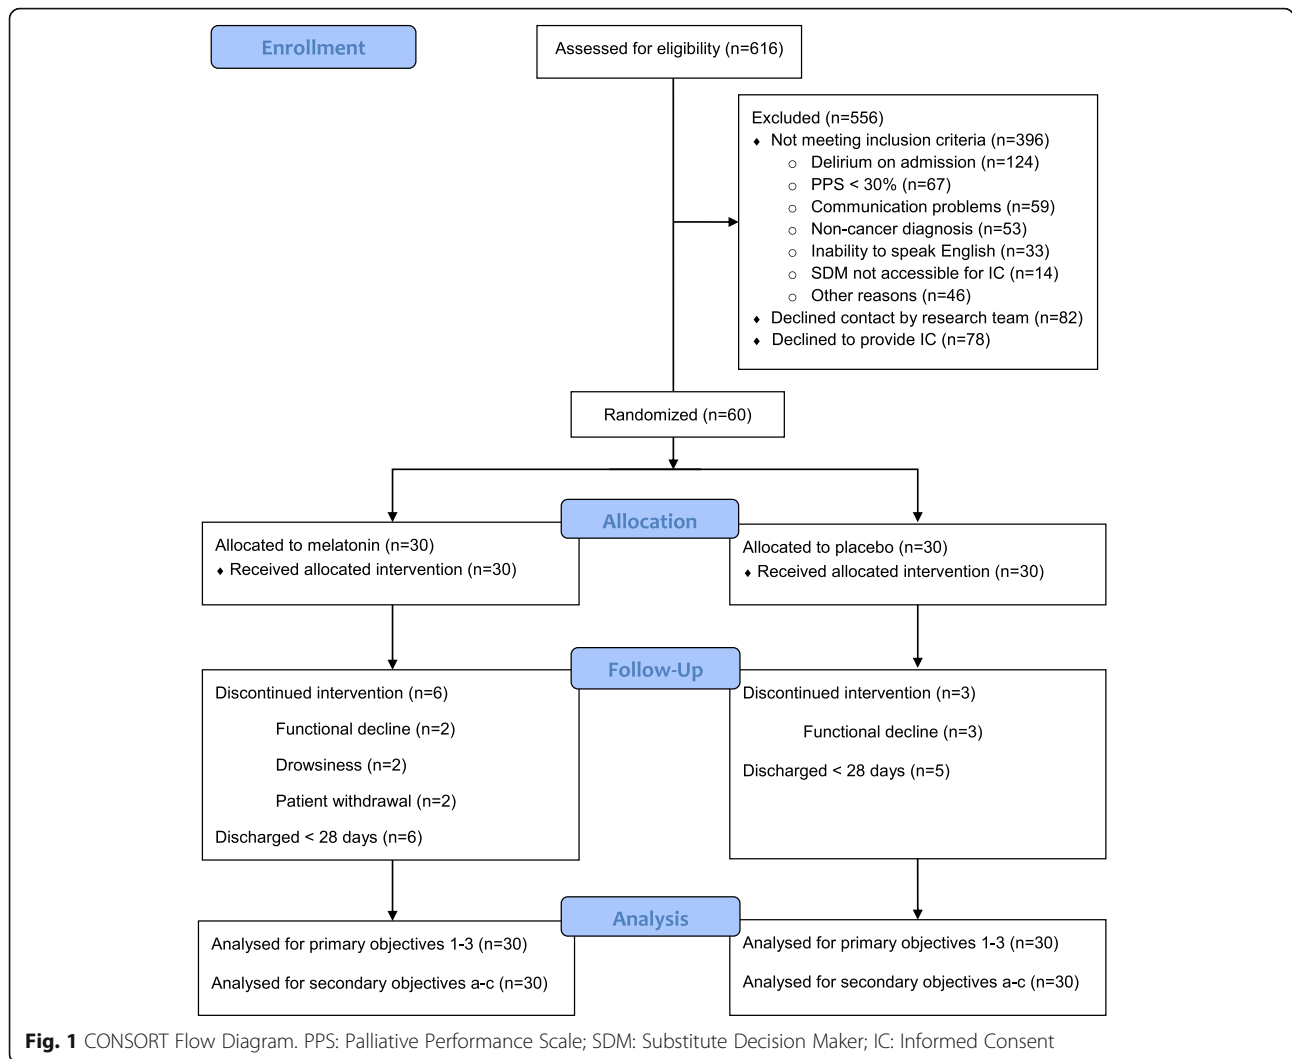 Enrollment
Assessed for eligibility (n=616)
Excluded (n=556)
♦ Not meeting inclusion criteria (n=396)
○ Delirium on admission (n=124)
○ PPS < 30% (n=67)
○ Communication problems (n=59)
○ Non-cancer diagnosis (n=53)
○ Inability to speak English (n=33)
○ SDM not accessible for IC (n=14)
○ Other reasons (n=46)
♦ Declined contact by research team (n=82)
♦ Declined to provide IC (n=78)
Randomized (n=60)
Allocation
Allocated to melatonin (n=30)
♦ Received allocated intervention (n=30)
Allocated to placebo (n=30)
♦ Received allocated intervention (n=30)
Follow-Up
Discontinued intervention (n=6)
Functional decline (n=2)
Drowsiness (n=2)
Patient withdrawal (n=2)
Discharged < 28 days (n=6)
Discontinued intervention (n=3)
Functional decline (n=3)
Discharged < 28 days (n=5)
Analysis
Analysed for primary objectives 1-3 (n=30)
Analysed for secondary objectives a-c (n=30)
Analysed for primary objectives 1-3 (n=30)
Analysed for secondary objectives a-c (n=30)
Fig. 1 CONSORT Flow Diagram. PPS: Palliative Performance Scale; SDM: Substitute Decision Maker; IC: Informed Consent